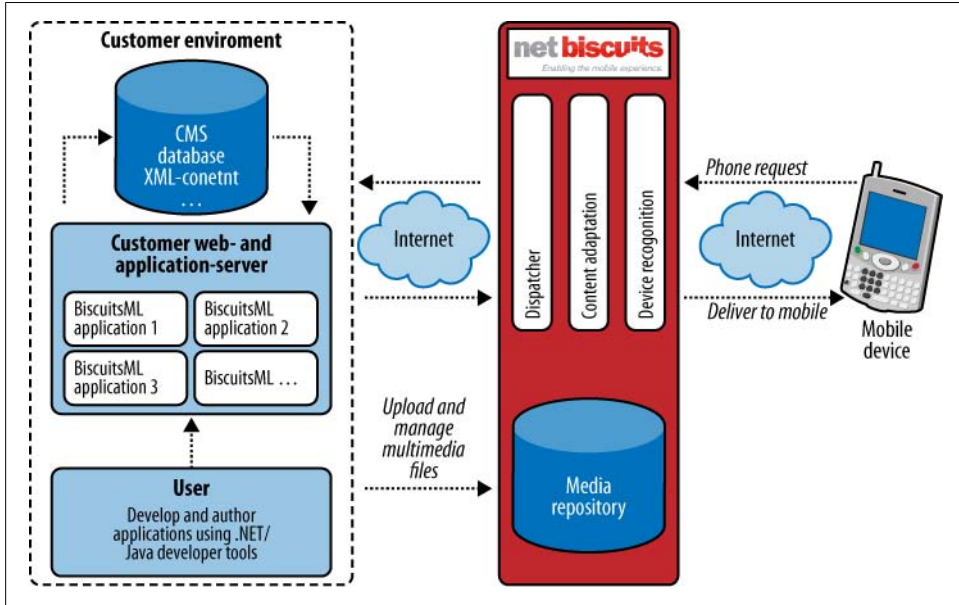 Customer enviroment
CMS
database
XML-conetnt
...
Customer web- and
application-server
BiscuitsML
application 1
BiscuitsML
application 2
BiscuitsML
application 3
BiscuitsML ...
User
Develop and author
applications using .NET/
Java developer tools
Internet
Upload and
manage
multimedia
files
netbiscuits
Enabling the mobile experience.
Dispatcher
Content adaptation
Device recogonition
Media
repository
Phone request
Internet
Deliver to mobile
Mobile
device